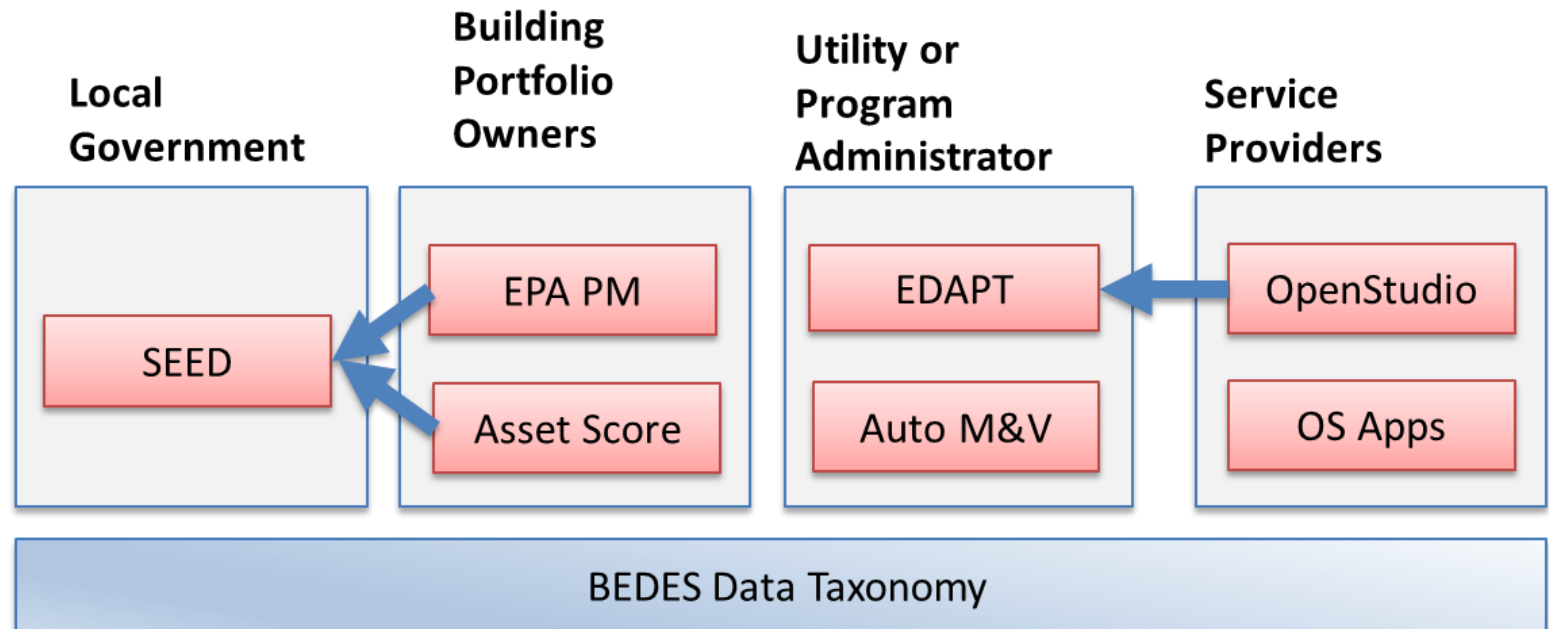 Local
Government
Building
Portfolio
Owners
Utility or
Program
Administrator
Service
Providers
SEED
EPA PM
Asset Score
EDAPT
Auto M&V
OpenStudio
OS Apps
BEDES Data Taxonomy